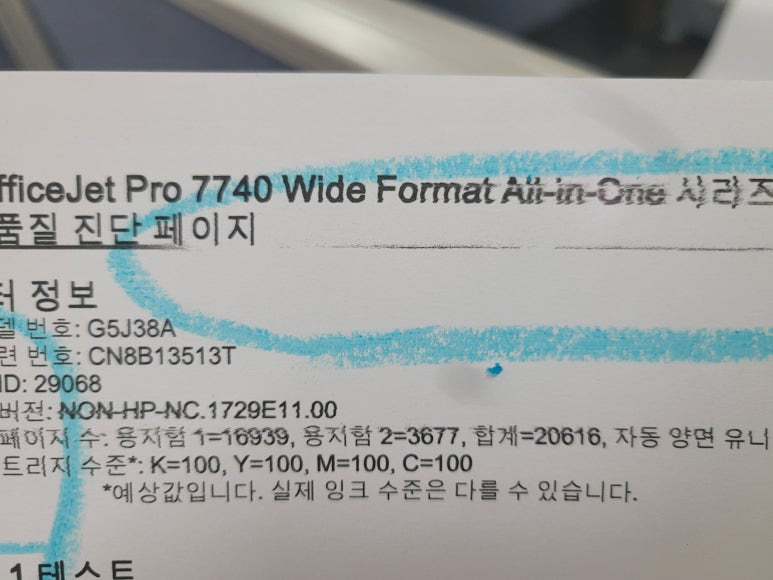 fficeJet Pro 7740 Wide Format All-in-One 시리즈
품질 진단 페이지
터 정보
델 번호: G5J38A
련 번호: CN8B13513T
ID: 29068
버전: NON-HP-NC.1729E11.00
페이지 수: 용지함 1=16939, 용지함 2=3677, 합계=20616, 자동 양면 유니
트리지 수준*: K=100, Y=100, M=100, C=100
*예상값입니다. 실제 잉크 수준은 다를 수 있습니다.
1 테스트